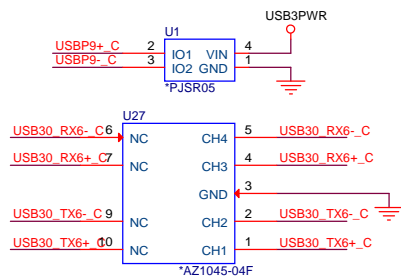 U1
USB3PWR
USBP9+_C 2 IO1 VIN 4
USBP9-_C 3 IO2 GND 1
*PJSR05
U27
USB30_RX6-_C 6 NC CH4 5 USB30_RX6-_C
USB30_RX6+_C 7 NC CH3 4 USB30_RX6+_C
GND 3
USB30_TX6-_C 9 NC CH2 2 USB30_TX6-_C
USB30_TX6+_C 10 NC CH1 1 USB30_TX6+_C
*AZ1045-04F